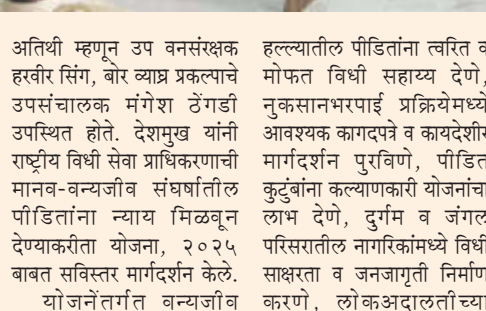 अतिथी म्हणून उप वनसंरक्षक
हरवीर सिंग, बोर व्याघ्र प्रकल्पाचे
उपसंचालक मंगेश ठेंगडी
उपस्थित होते. देशमुख यांनी
राष्ट्रीय विधी सेवा प्राधिकरणाची
मानव-वन्यजीव संघर्षातील
पीडितांना न्याय मिळवून
देण्याकरीता योजना, २०२५
बाबत सविस्तर मार्गदर्शन केले.
योजनेंतर्गत वन्यजीव
हल्ल्यातील पीडितांना त्वरित व
मोफत विधी सहाय्य देणे,
नुकसानभरपाई प्रक्रियेमध्ये
आवश्यक कागदपत्रे व कायदेशीर
मार्गदर्शन पुरविणे, पीडित
कुटुंबांना कल्याणकारी योजनांचा
लाभ देणे, दुर्गम व जंगल
परिसरातील नागरिकांमध्ये विधी
साक्षरता व जनजागृती निर्माण
करणे, लोकअदालतीच्या